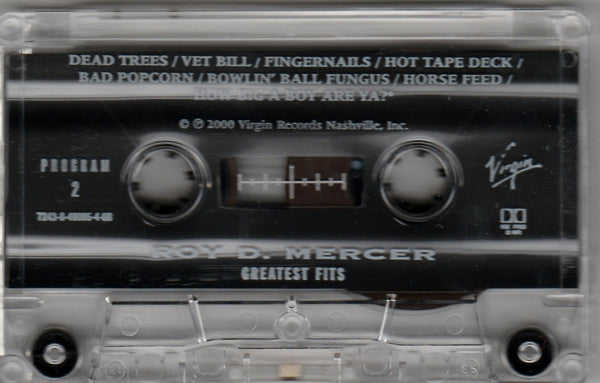 DEAD TREES / VET BILL / FINGERNAILS / HOT TAPE DECK /
BAD POPCORN / BOWLIN' BALL FUNGUS / HORSE FEED /
HOW BIG A BOY ARE YA?*
© ℗ 2000 Virgin Records Nashville, Inc.
PROGRAM
2
Virgin
ROY D. MERCER
GREATEST FITS